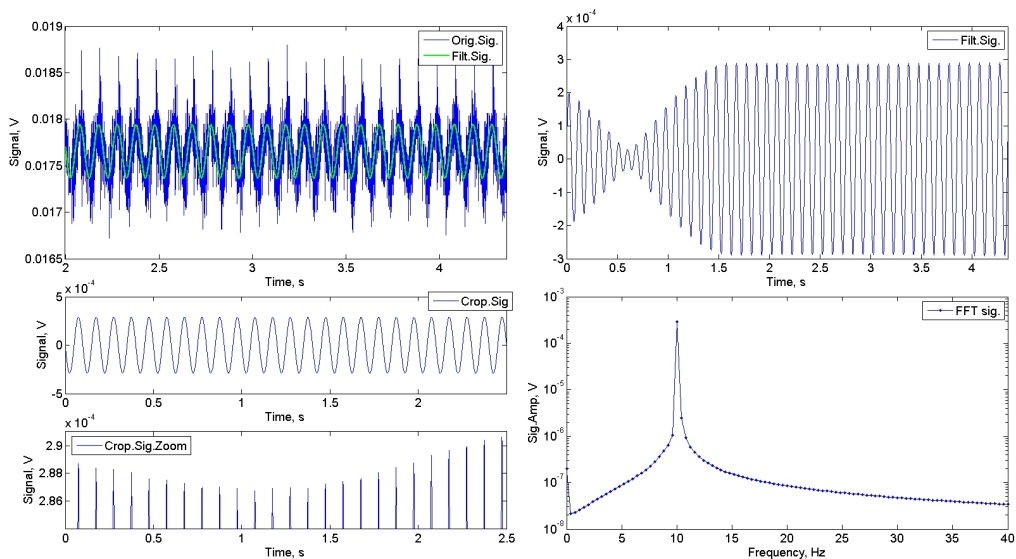 0.019
0.0185
0.018
0.0175
0.017
0.0165
Signal, V
Orig.Sig.
Filt.Sig.
2 2.5 3 3.5 4
Time, s
x 10-4
4
3
2
1
0
-1
-2
-3
Signal, V
Filt.Sig.
0 0.5 1 1.5 2 2.5 3 3.5 4
Time, s
x 10-4
5
0
-5
Signal, V
Crop.Sig
0 0.5 1 1.5 2 2.5
Time, s
x 10-4
2.9
2.88
2.86
Signal, V
Crop.Sig.Zoom
0 0.5 1 1.5 2 2.5
Time, s
10-3
10-4
10-5
10-6
10-7
10-8
Sig.Amp, V
FFT sig.
0 5 10 15 20 25 30 35 40
Frequency, Hz